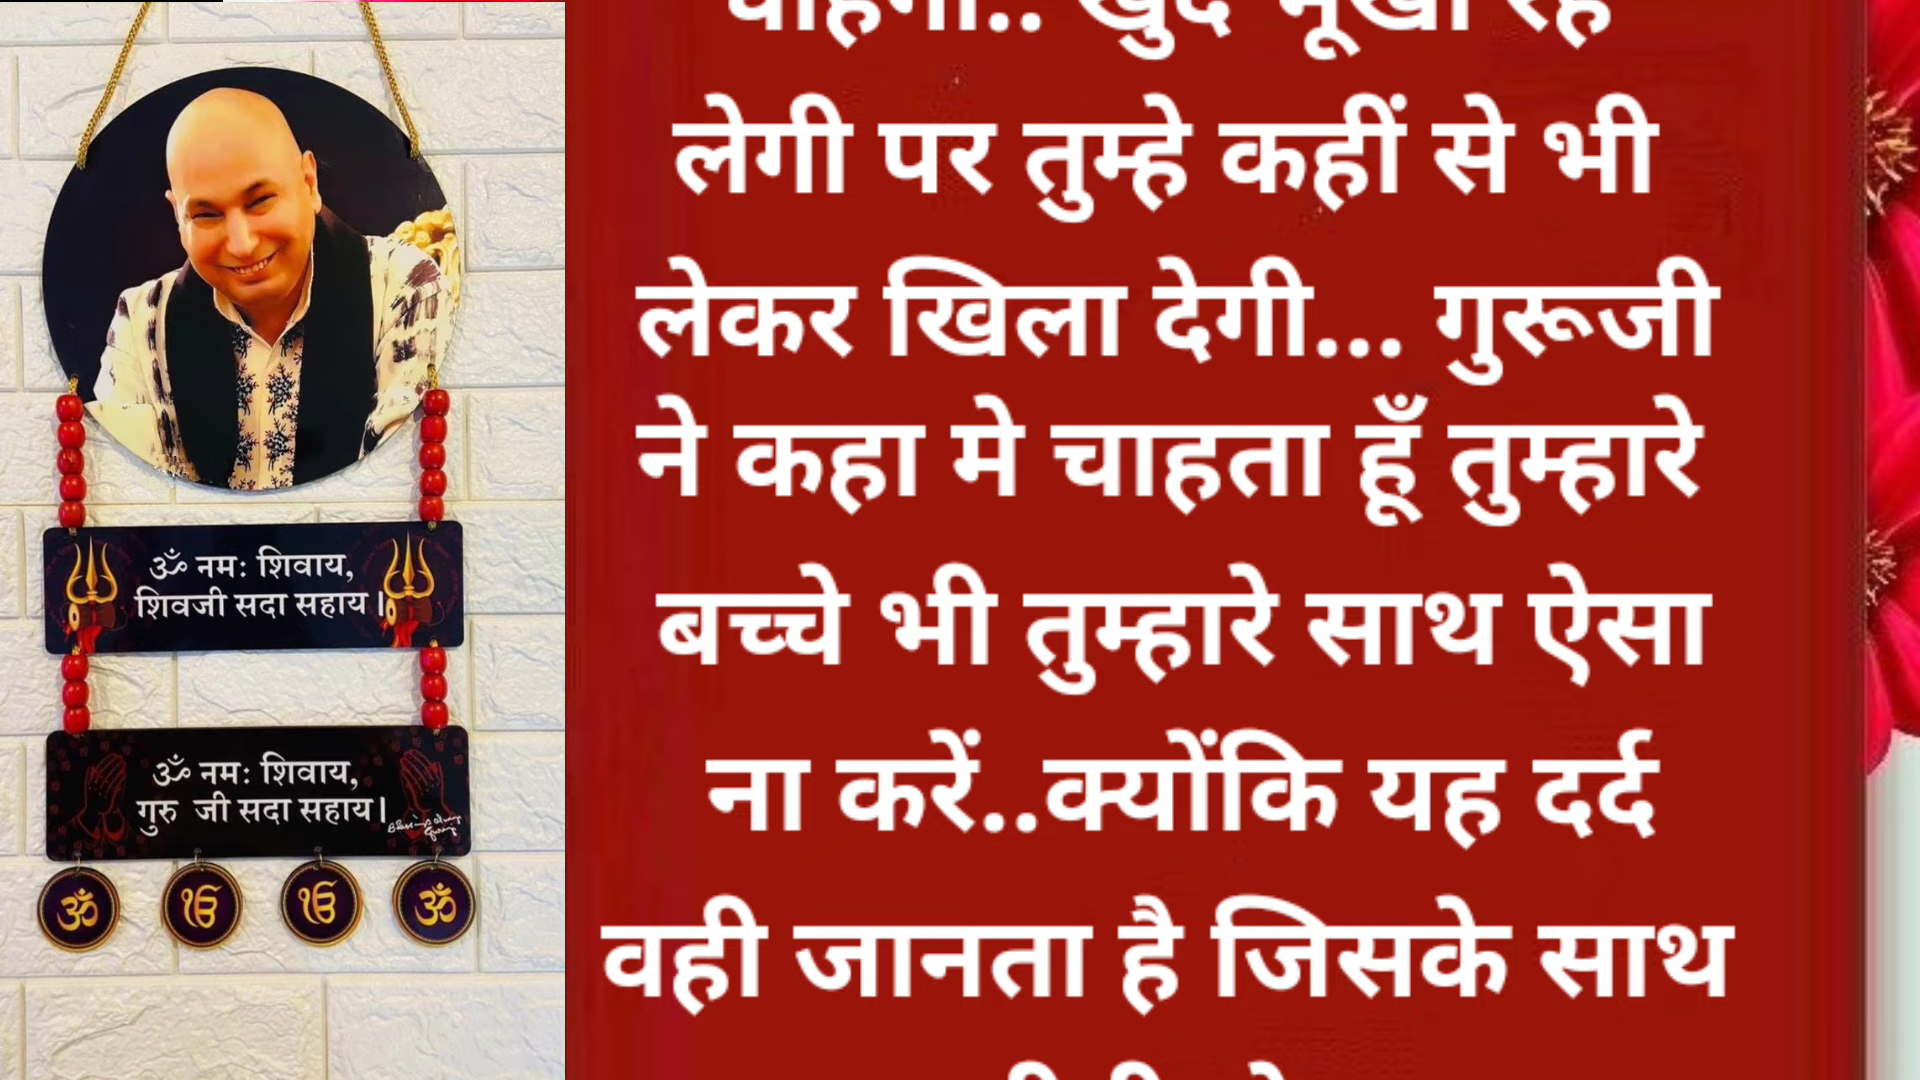 ॐ नमः शिवाय,
शिवजी सदा सहाय।
ॐ नमः शिवाय,
गुरु जी सदा सहाय।
ॐ
ੴ
ੴ
ॐ
खुद भूखी रह
लेगी पर तुम्हे कहीं से भी
लेकर खिला देगी... गुरूजी
ने कहा मे चाहता हूँ तुम्हारे
बच्चे भी तुम्हारे साथ ऐसा
ना करें..क्योंकि यह दर्द
वही जानता है जिसके साथ